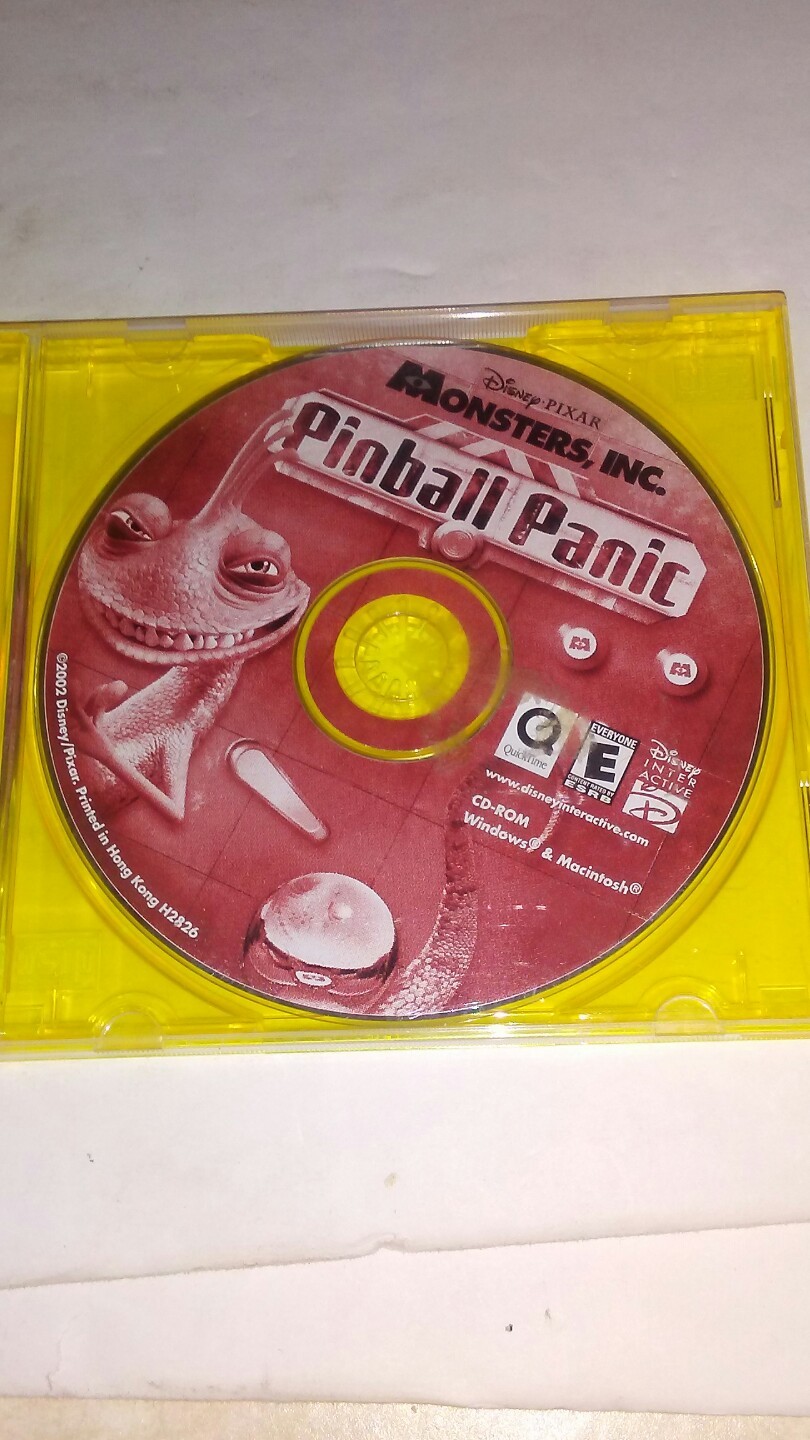 Disney·PIXAR
MONSTERS, INC.
Pinball Panic
Q
QuickTime
EVERYONE
E
CONTENT RATED BY
ESRB
Disney
INTER
ACTIVE
D
www.disneyinteractive.com
CD-ROM
Windows® & Macintosh®
©2002 Disney/Pixar. Printed in Hong Kong H2826